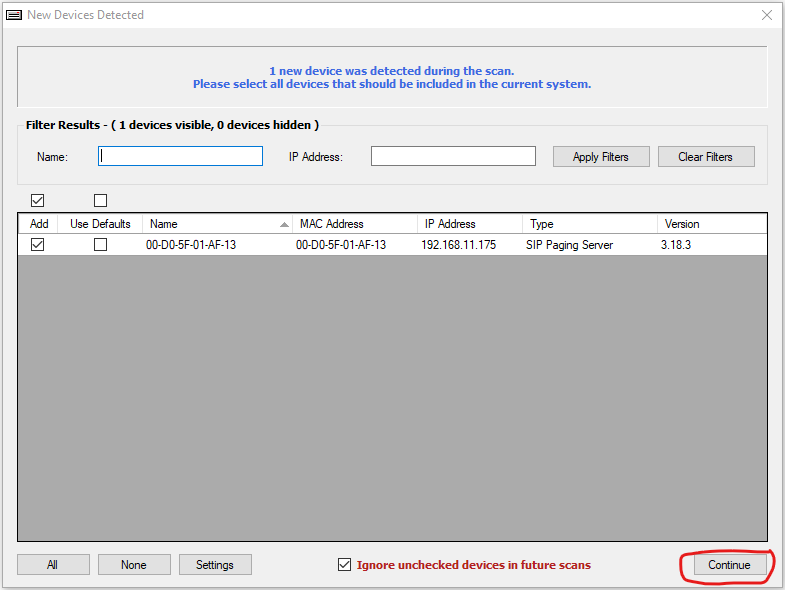 New Devices Detected
1 new device was detected during the scan.
Please select all devices that should be included in the current system.
Filter Results - ( 1 devices visible, 0 devices hidden )
Name: IP Address: Apply Filters Clear Filters
Add Use Defaults Name MAC Address IP Address Type Version
00-D0-5F-01-AF-13 00-D0-5F-01-AF-13 192.168.11.175 SIP Paging Server 3.18.3
All None Settings Ignore unchecked devices in future scans Continue